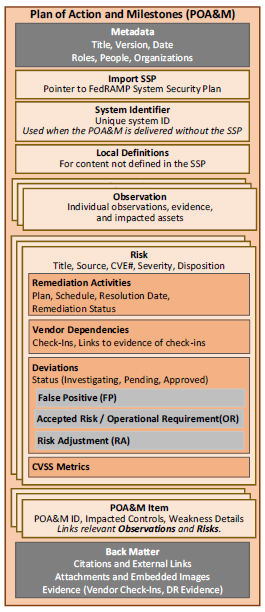 Plan of Action and Milestones (POA&M)
Metadata
Title, Version, Date
Roles, People, Organizations
Import SSP
Pointer to FedRAMP System Security Plan
System Identifier
Unique system ID
Used when the POA&M is delivered without the SSP
Local Definitions
For content not defined in the SSP
Observation
Individual observations, evidence,
and impacted assets
Risk
Title, Source, CVE#, Severity, Disposition
Remediation Activities
Plan, Schedule, Resolution Date,
Remediation Status
Vendor Dependencies
Check-Ins, Links to evidence of check-ins
Deviations
Status (Investigating, Pending, Approved)
False Positive (FP)
Accepted Risk / Operational Requirement(OR)
Risk Adjustment (RA)
CVSS Metrics
POA&M Item
POA&M ID, Impacted Controls, Weakness Details
Links relevant Observations and Risks.
Back Matter
Citations and External Links
Attachments and Embedded Images
Evidence (Vendor Check-Ins, DR Evidence)